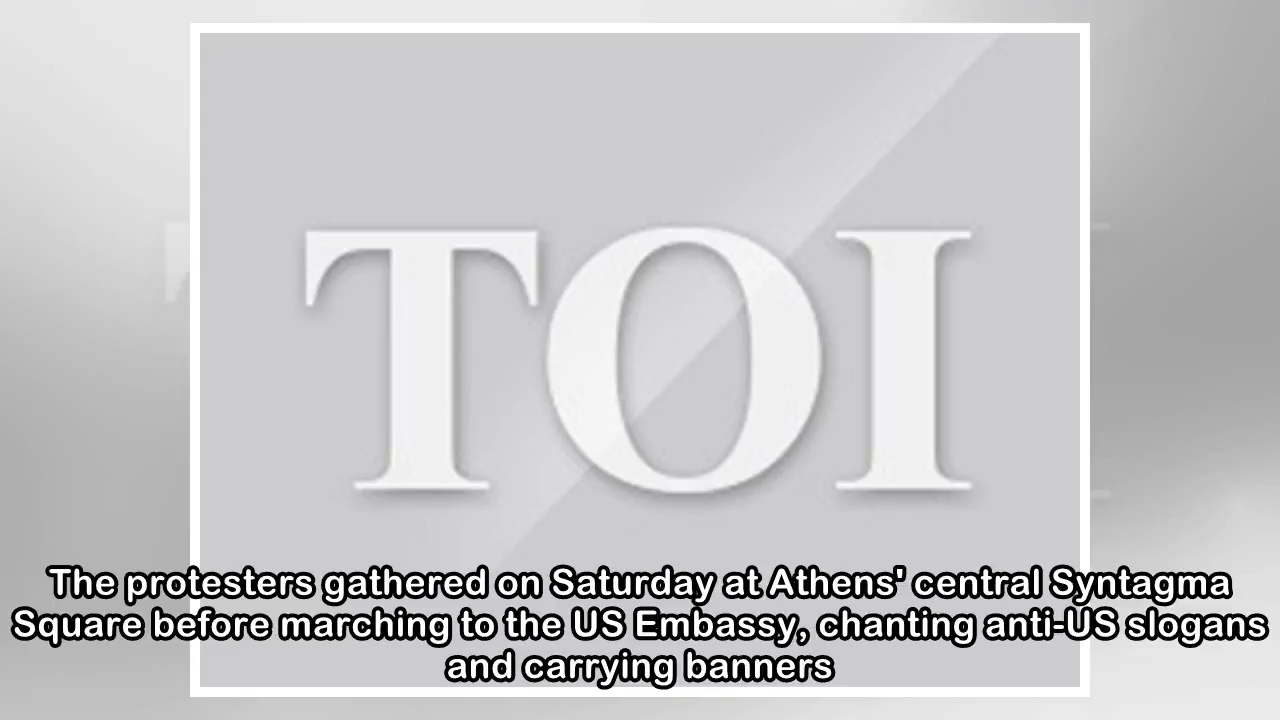 TOI
The protesters gathered on Saturday at Athens' central Syntagma
Square before marching to the US Embassy, chanting anti-US slogans
and carrying banners